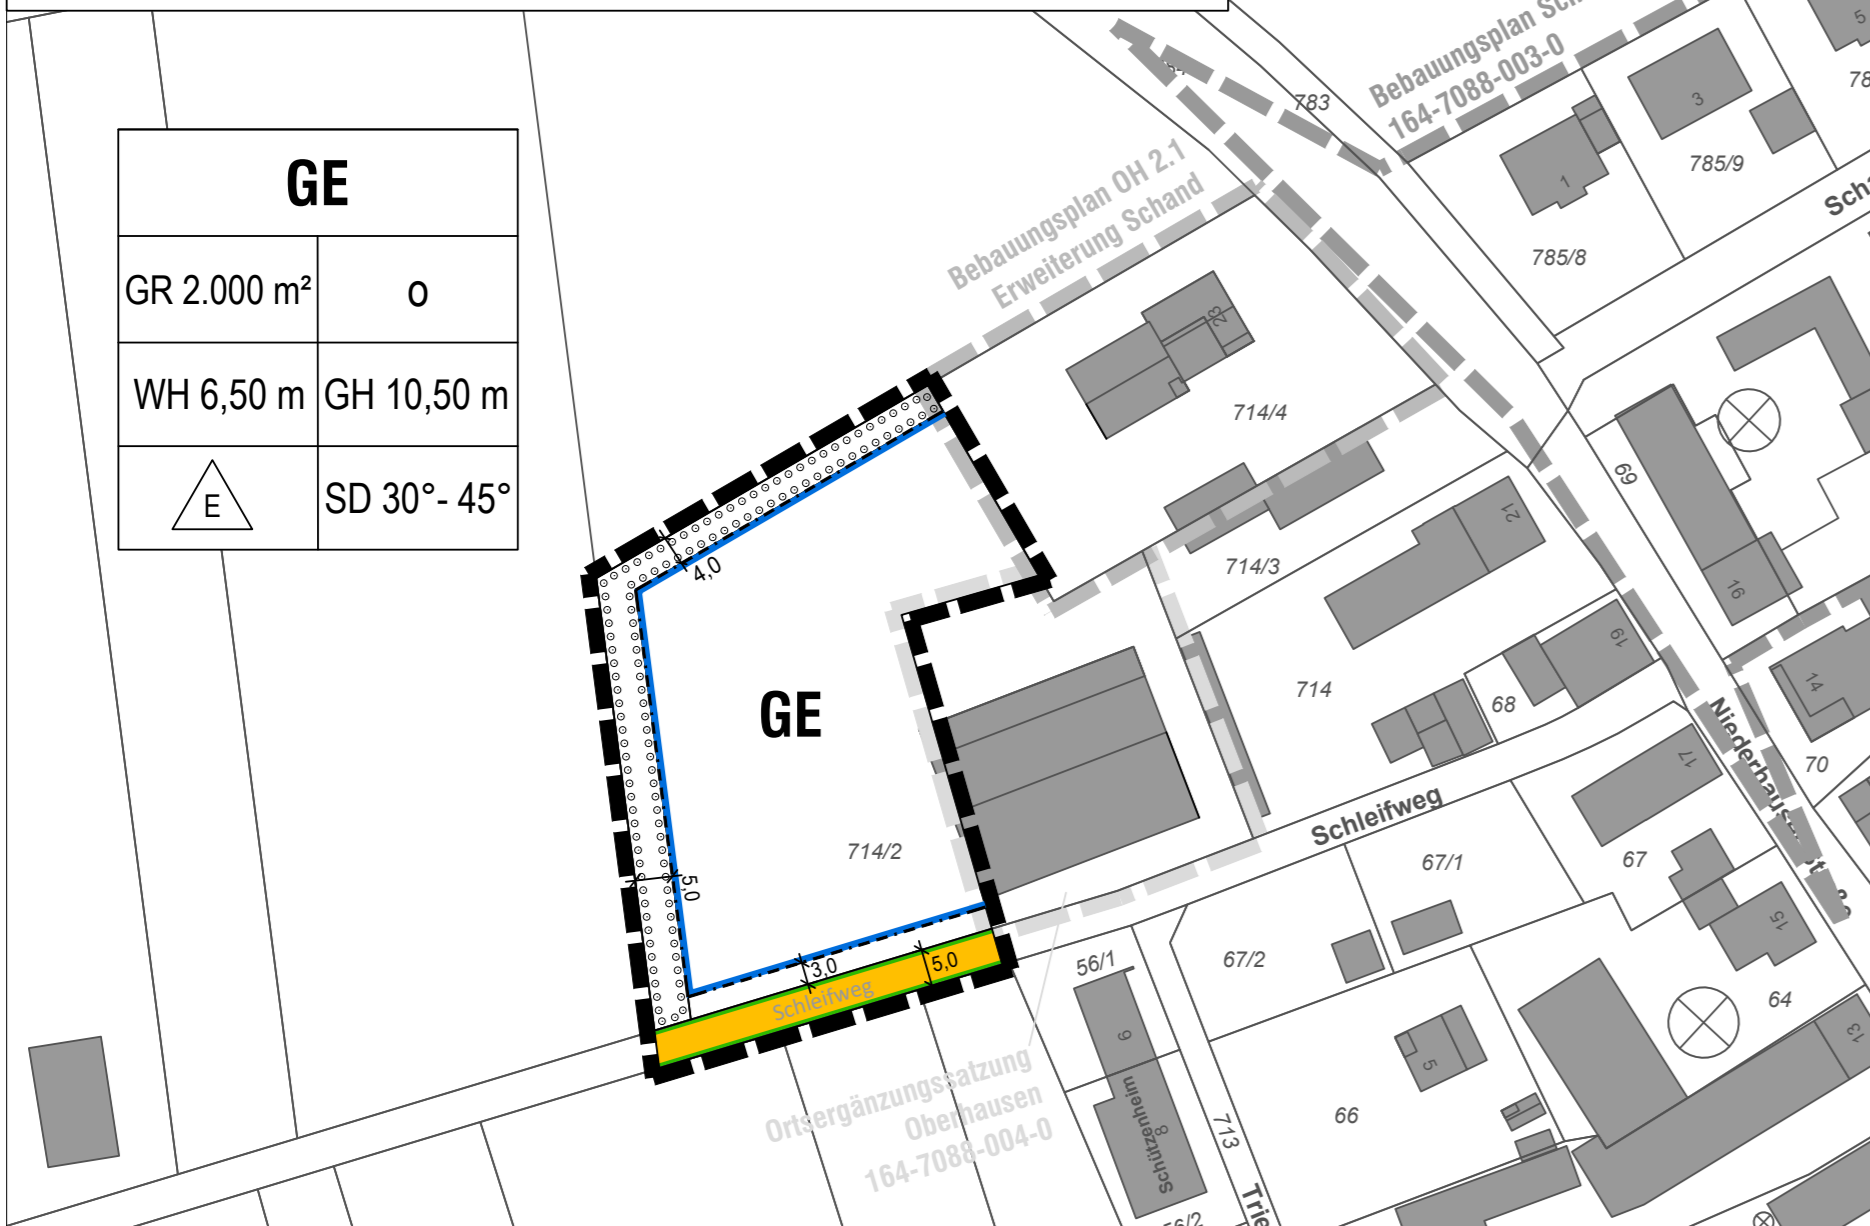 GE
GR 2.000 m²
o
WH 6,50 m
GH 10,50 m
E
SD 30°- 45°
Bebauungsplan OH 2.1
Erweiterung Schand
164-7088-003-0
783
3
785/9
1
785/8
5
23
714/4
714/3
21
714
19
68
69
16
14
70
17
67
67/1
67/2
15
64
13
GE
714/2
4,0
5,0
3,0
5,0
Schleifweg
Schleifweg
56/1
6
8
Schützenheim
713
5
66
Ortsergänzungssatzung
Oberhausen
164-7088-004-0